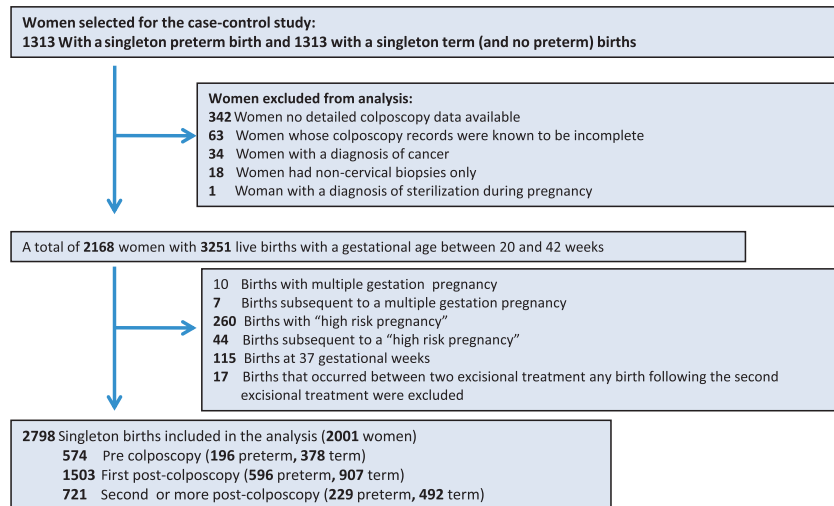 Women selected for the case-control study:
1313 With a singleton preterm birth and 1313 with a singleton term (and no preterm) births
Women excluded from analysis:
342 Women no detailed colposcopy data available
63 Women whose colposcopy records were known to be incomplete
34 Women with a diagnosis of cancer
18 Women had non-cervical biopsies only
1 Woman with a diagnosis of sterilization during pregnancy
A total of 2168 women with 3251 live births with a gestational age between 20 and 42 weeks
10 Births with multiple gestation pregnancy
7 Births subsequent to a multiple gestation pregnancy
260 Births with “high risk pregnancy”
44 Births subsequent to a “high risk pregnancy”
115 Births at 37 gestational weeks
17 Births that occurred between two excisional treatment any birth following the second
excisional treatment were excluded
2798 Singleton births included in the analysis (2001 women)
574 Pre colposcopy (196 preterm, 378 term)
1503 First post-colposcopy (596 preterm, 907 term)
721 Second or more post-colposcopy (229 preterm, 492 term)